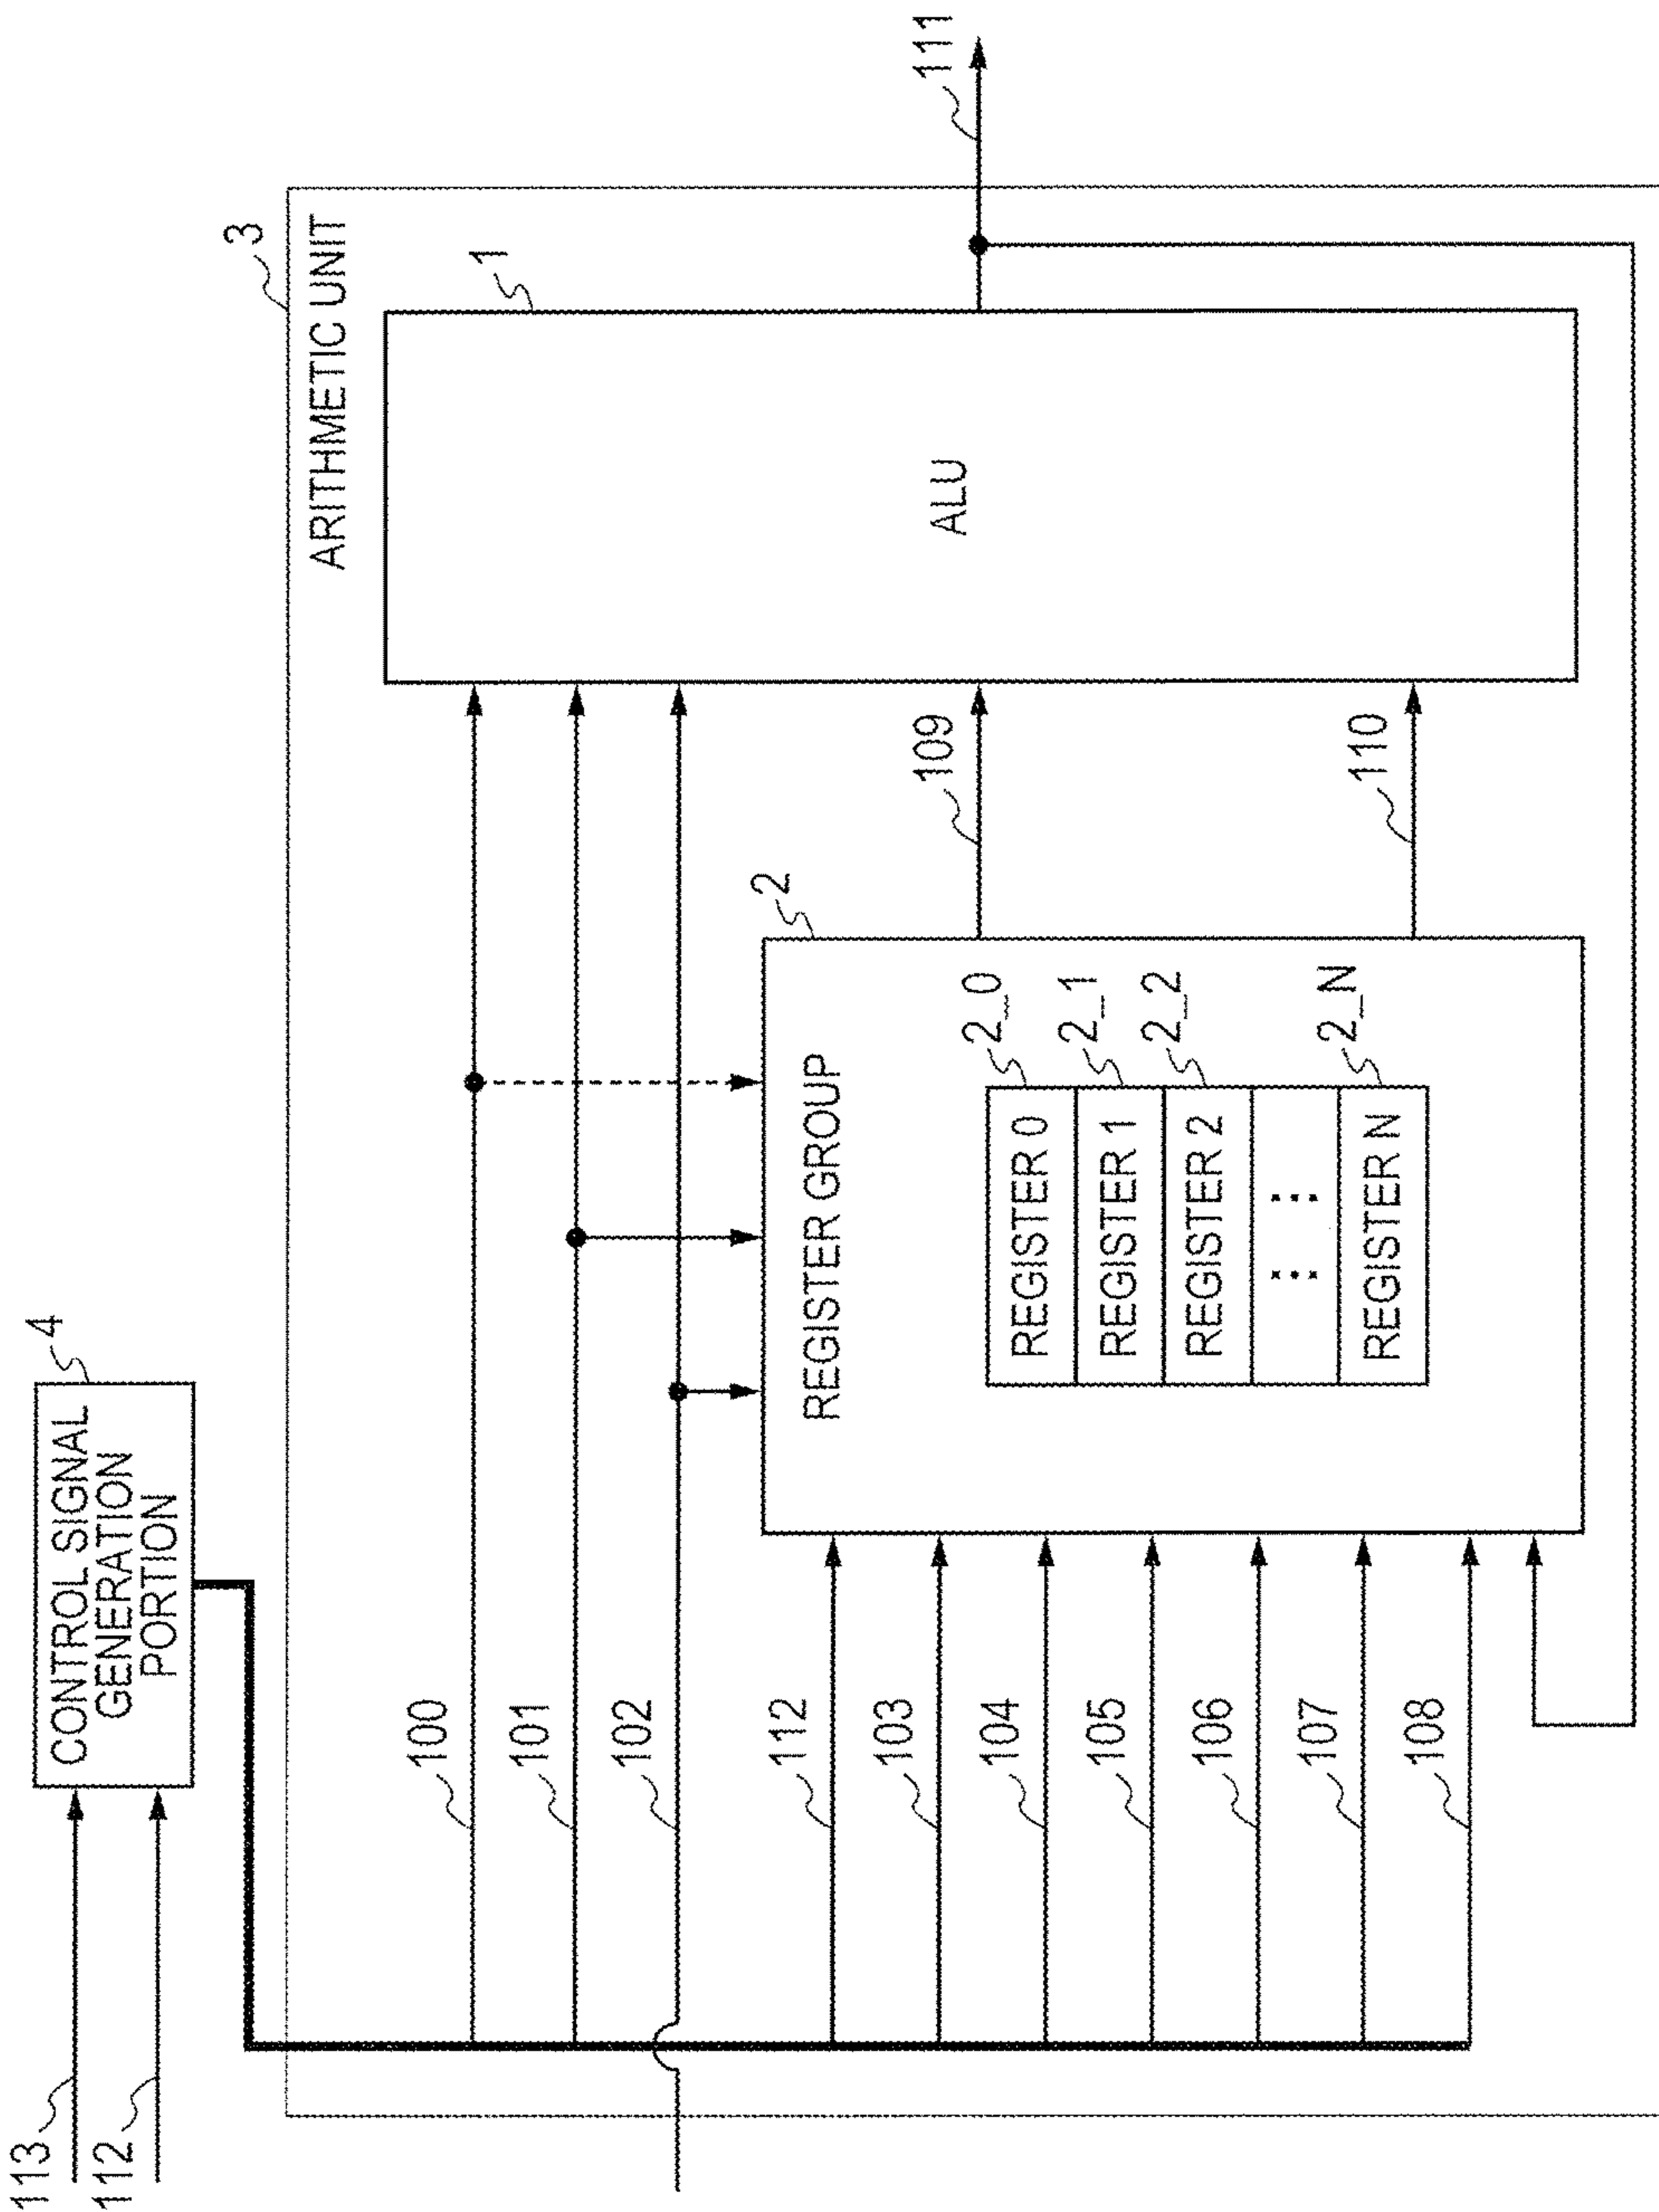 113
112
CONTROL SIGNAL
GENERATION
PORTION
4
3
ARITHMETIC UNIT
100
101
102
1
ALU
111
112
103
104
105
106
107
108
REGISTER GROUP
2
REGISTER 0
2_0
REGISTER 1
2_1
REGISTER 2
2_2
... ...
REGISTER N
2_N
109
110